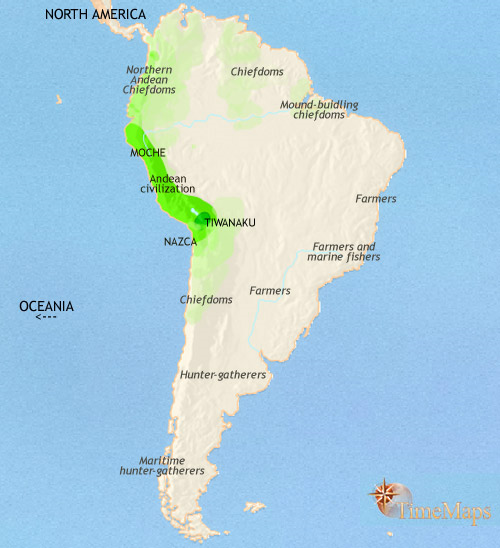 NORTH AMERICA
Northern
Andean
Chiefdoms
Chiefdoms
Mound-buidling
chiefdoms
MOCHE
Andean
civilization
Farmers
TIWANAKU
NAZCA
Farmers and
marine fishers
Chiefdoms
Farmers
OCEANIA
<---
Hunter-gatherers
Maritime
hunter-gatherers
TimeMaps